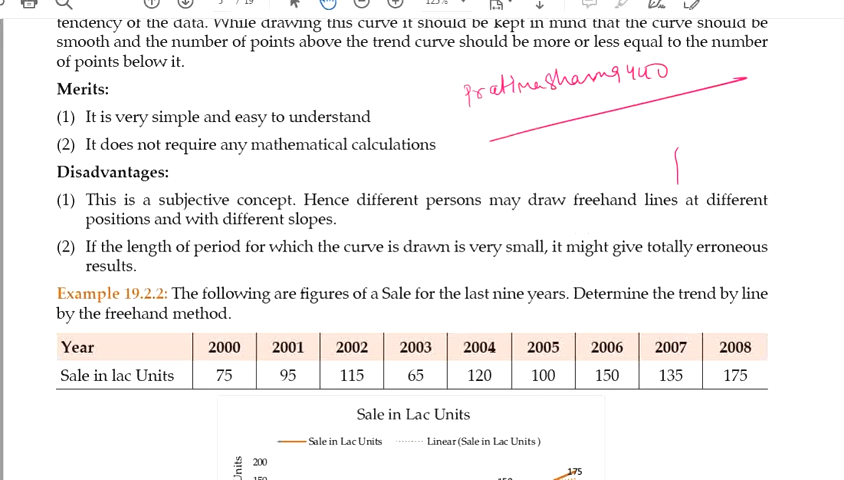 tendency of the data. While drawing this curve it should be kept in mind that the curve should be
smooth and the number of points above the trend curve should be more or less equal to the number
of points below it.
Merits:
(1) It is very simple and easy to understand
(2) It does not require any mathematical calculations
Disadvantages:
(1) This is a subjective concept. Hence different persons may draw freehand lines at different
positions and with different slopes.
(2) If the length of period for which the curve is drawn is very small, it might give totally erroneous
results.
Example 19.2.2: The following are figures of a Sale for the last nine years. Determine the trend by line
by the freehand method.
Year 2000 2001 2002 2003 2004 2005 2006 2007 2008
Sale in lac Units 75 95 115 65 120 100 150 135 175
Sale in Lac Units
Sale in Lac Units Linear (Sale in Lac Units )
200
175